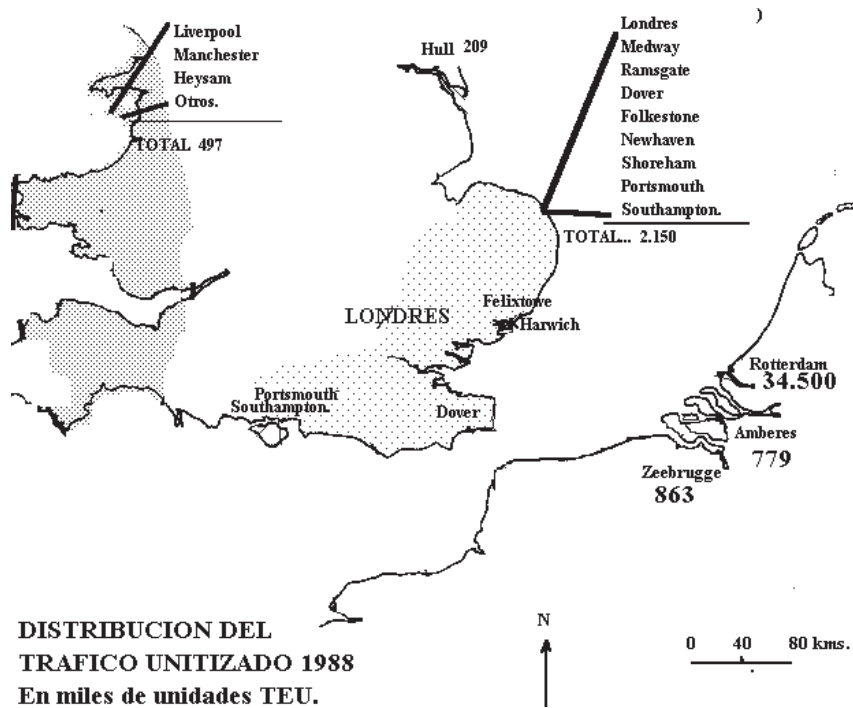 Liverpool
Manchester
Heysam
Otros.
TOTAL 497
Hull 209
Londres
Medway
Ramsgate
Dover
Folkestone
Newhaven
Shoreham
Portsmouth
Southampton.
TOTAL... 2.150
)
Felixtowe
LONDRES
Harwich
Rotterdam
34.500
Portsmouth
Southampton.
Dover
Amberes
779
Zeebrugge
863
DISTRIBUCION DEL
TRAFICO UNITIZADO 1988
En miles de unidades TEU.
N
0 40 80 kms.